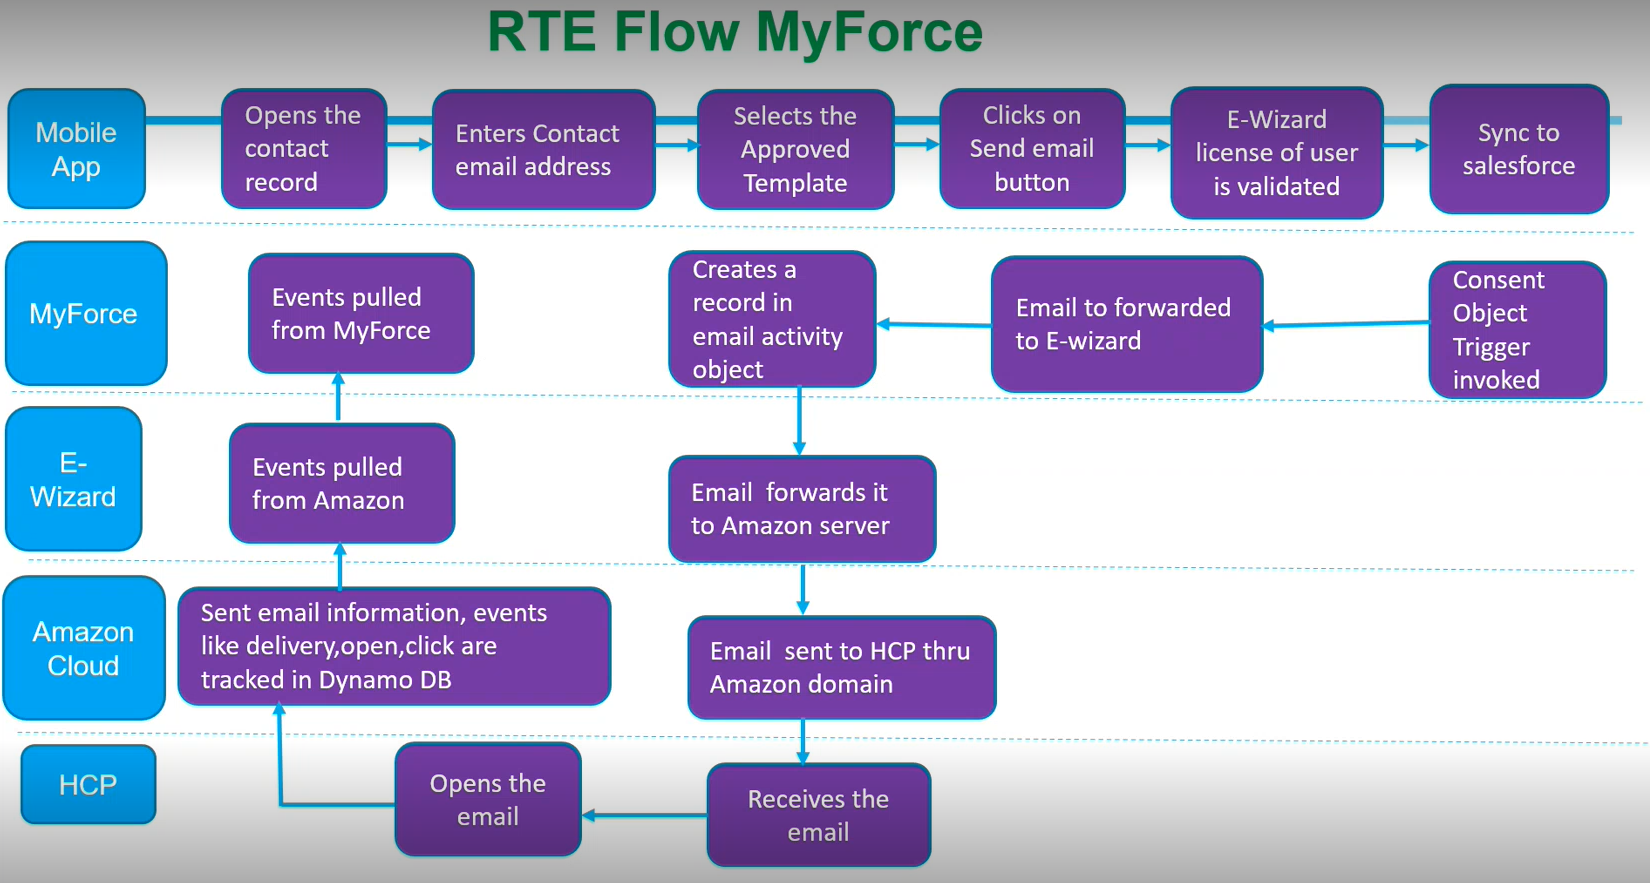 RTE Flow MyForce
Mobile
App
Opens the
contact
record
Enters Contact
email address
Selects the
Approved
Template
Clicks on
Send email
button
E-Wizard
license of user
is validated
Sync to
salesforce
MyForce
Events pulled
from MyForce
Creates a
record in
email activity
object
Email to forwarded
to E-wizard
Consent
Object
Trigger
invoked
E-
Wizard
Events pulled
from Amazon
Email  forwards it
to Amazon server
Amazon
Cloud
Sent email information, events
like delivery,open,click are
tracked in Dynamo DB
Email  sent to HCP thru
Amazon domain
HCP
Opens the
email
Receives the
email